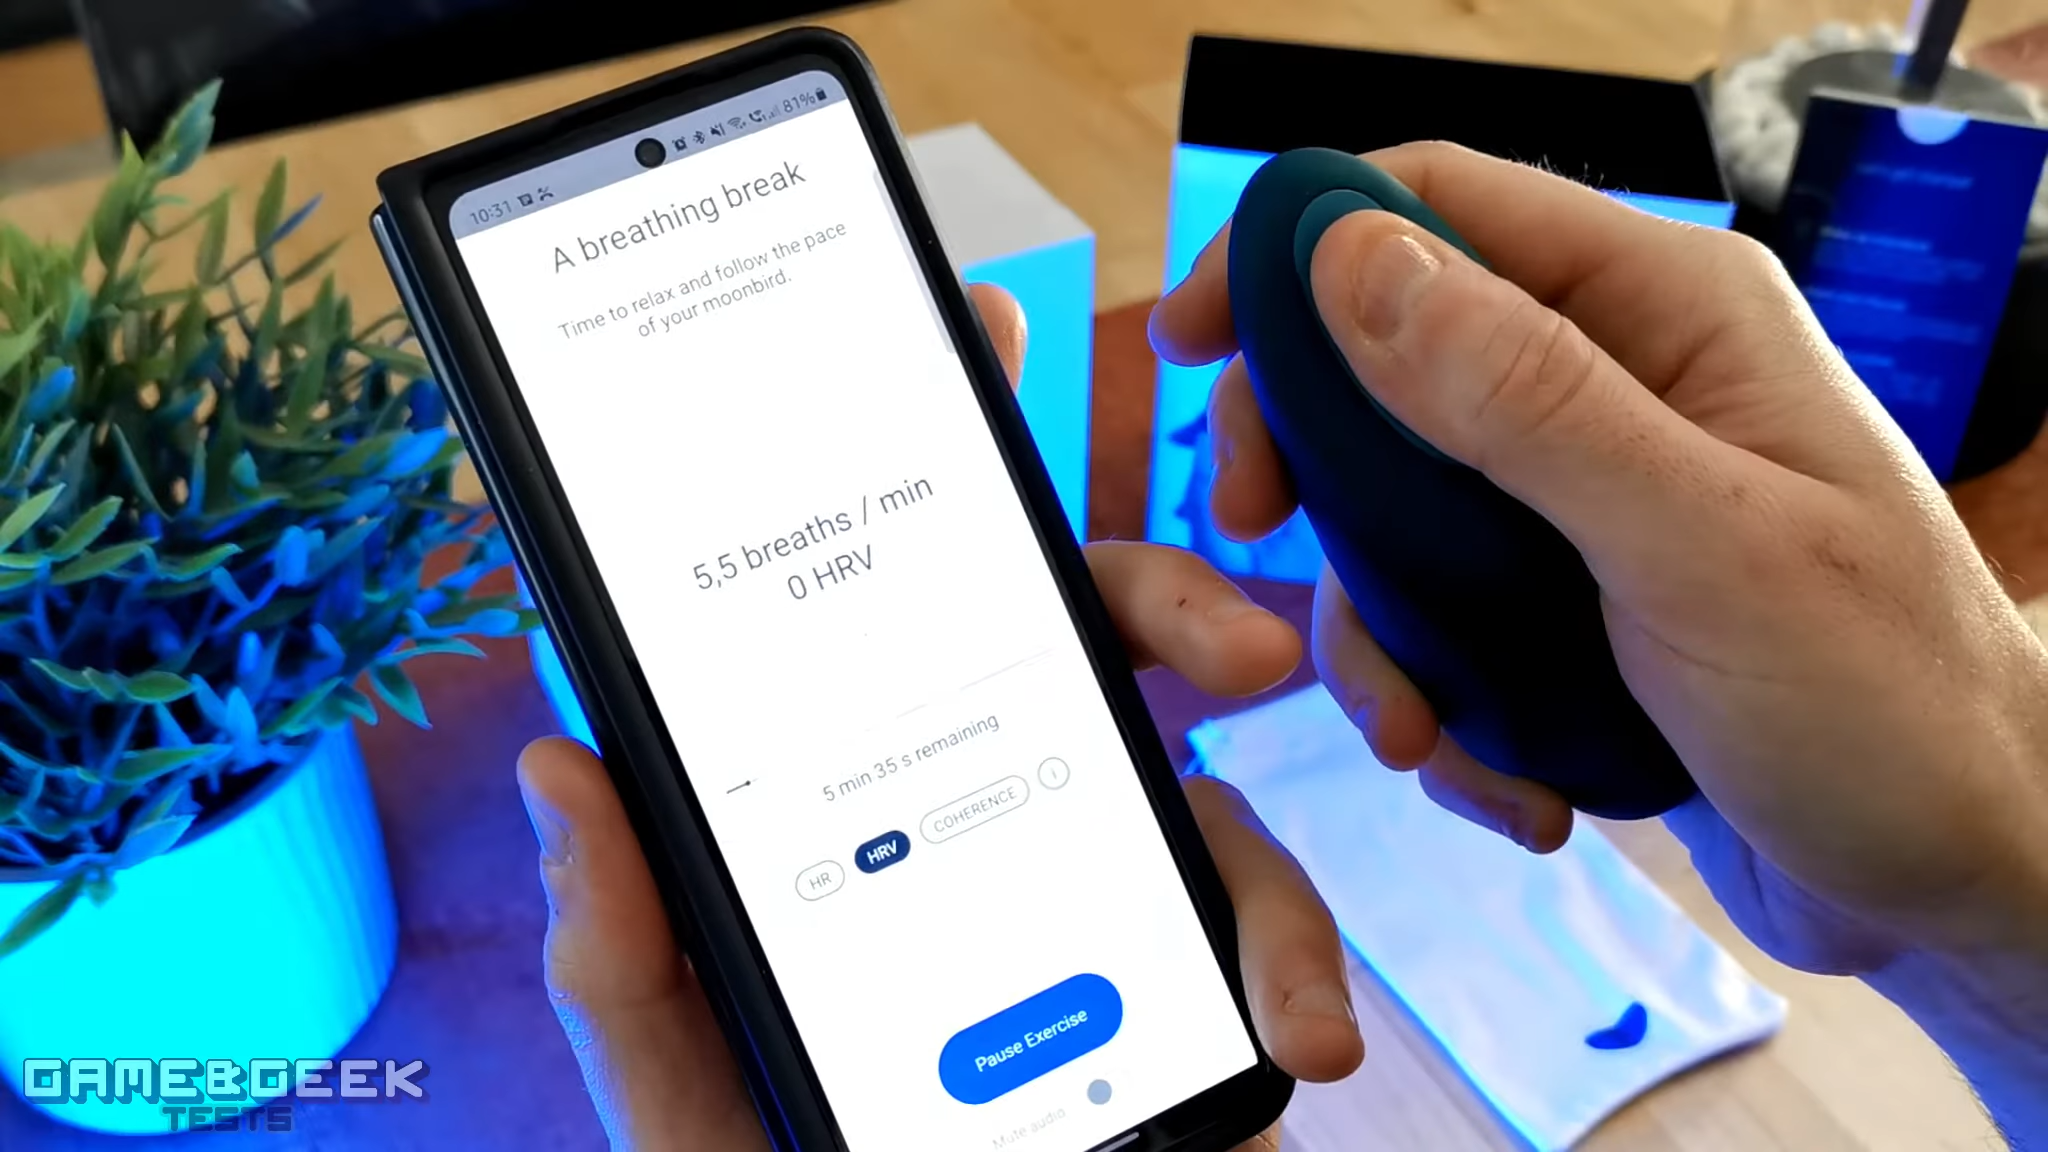 10:31
81%
A breathing break
Time to relax and follow the pace
of your moonbird.
5,5 breaths / min
0 HRV
5 min 35 s remaining
HR
HRV
COHERENCE
i
Pause Exercise
Mute audio
GAME&GEEK
TESTS